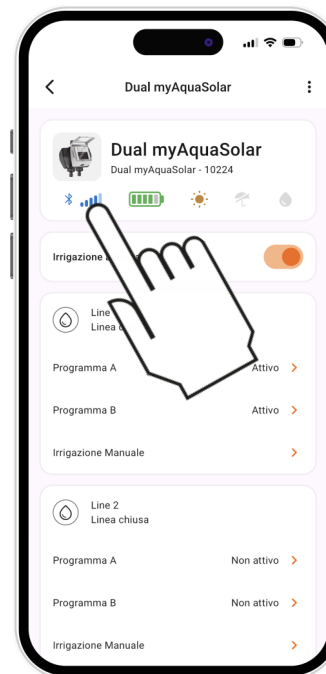 Dual myAquaSolar
Dual myAquaSolar
Dual myAquaSolar - 10224
Irrigazione
Line
Linea
Programma A
Attivo
Programma B
Attivo
Irrigazione Manuale
Line 2
Linea chiusa
Programma A
Non attivo
Programma B
Non attivo
Irrigazione Manuale